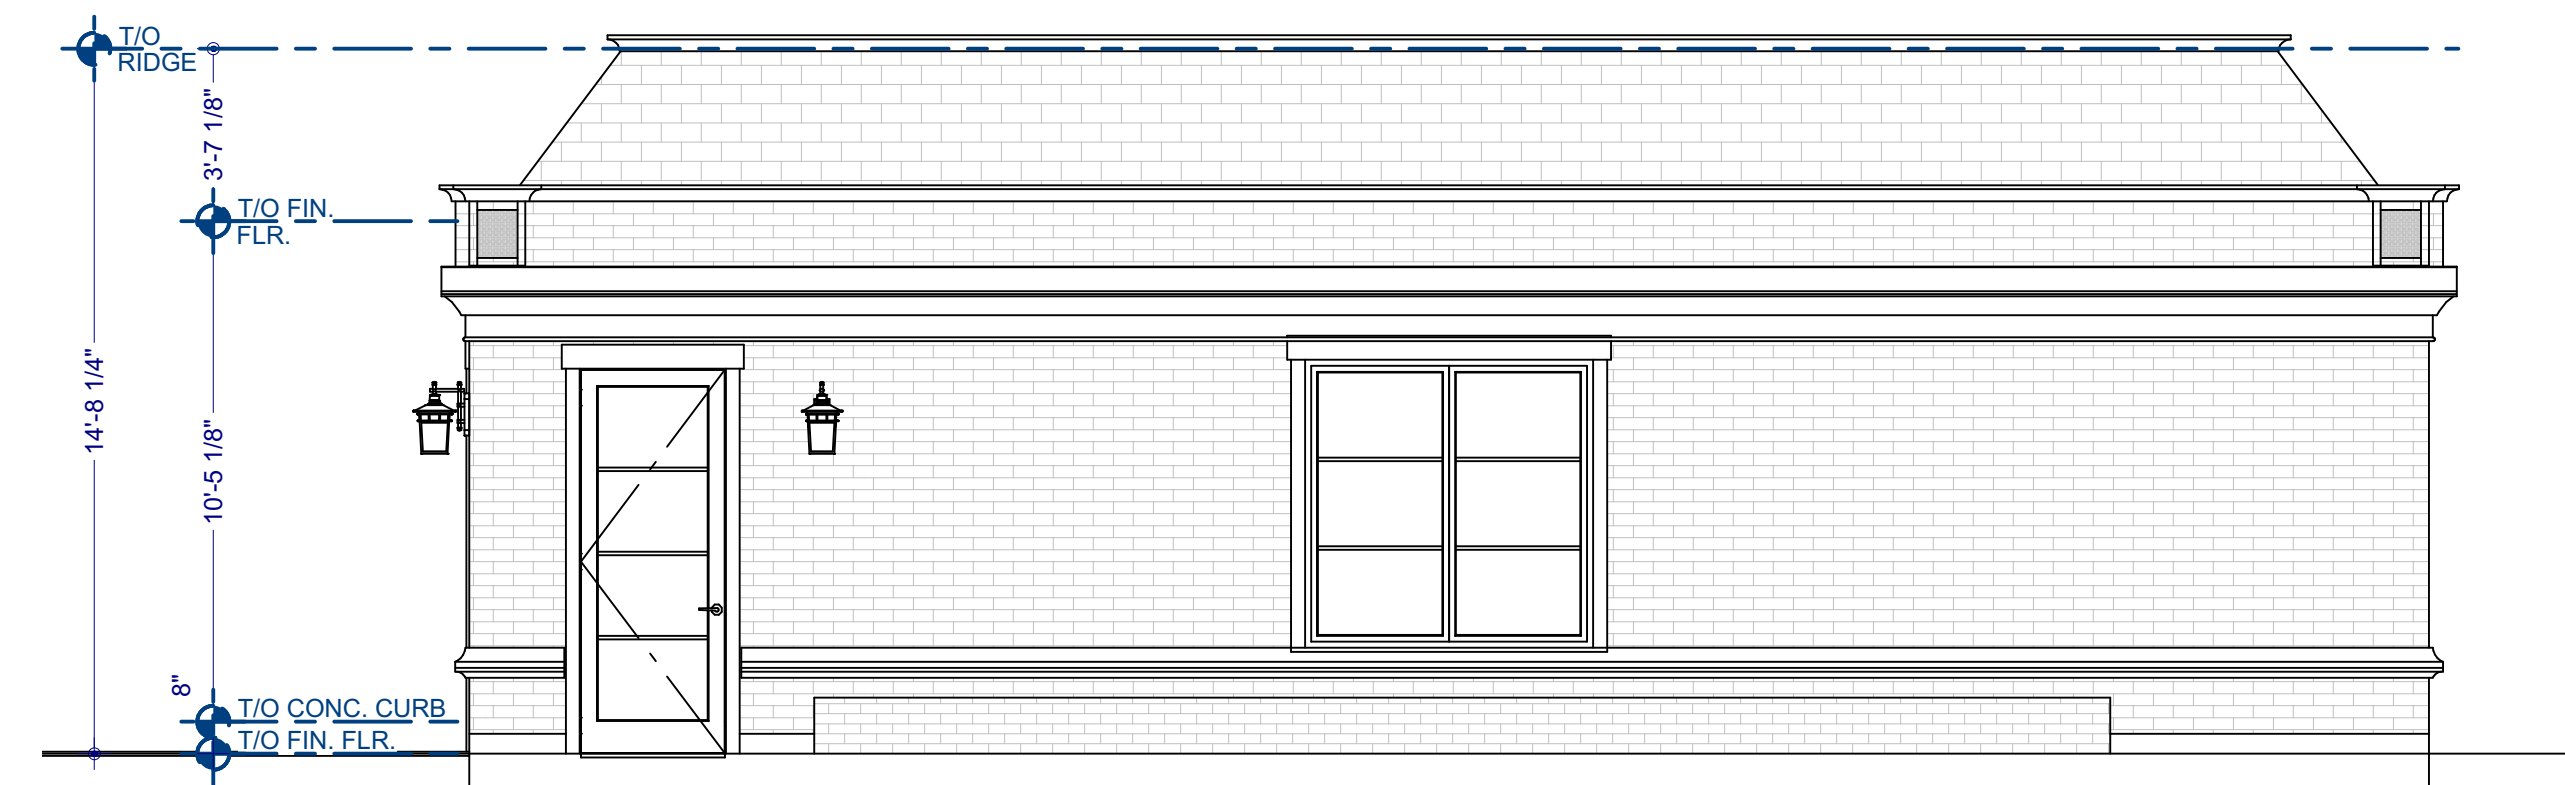 T/O
RIDGE
3'-7 1/8"
T/O FIN.
FLR.
14'-8 1/4"
10'-5 1/8"
8"
T/O CONC. CURB
T/O FIN. FLR.